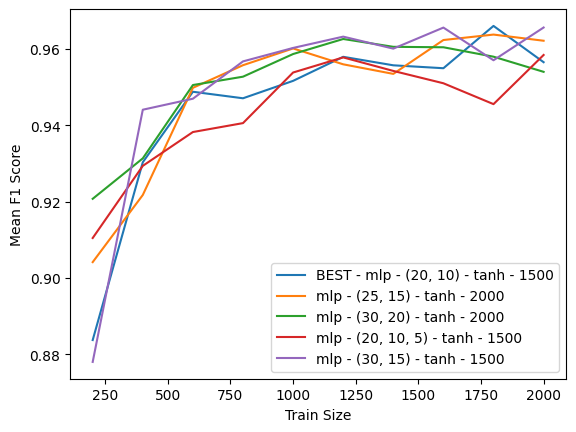 0.96
0.94
0.92
0.90
0.88
Mean F1 Score
BEST - mlp - (20, 10) - tanh - 1500
mlp - (25, 15) - tanh - 2000
mlp - (30, 20) - tanh - 2000
mlp - (20, 10, 5) - tanh - 1500
mlp - (30, 15) - tanh - 1500
250 500 750 1000 1250 1500 1750 2000
Train Size